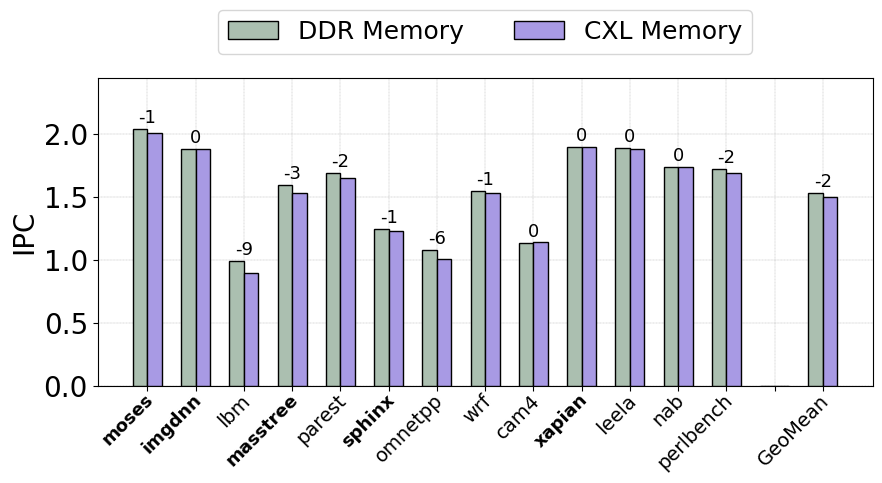 DDR Memory CXL Memory
IPC
2.0
1.5
1.0
0.5
0.0
-1 0 -9 -3 -2 -1 -6 -1 0 0 0 0 -2 -2
moses imgdnn lbm masstree parest sphinx omnetpp wrf cam4 xapian leela nab perlbench GeoMean